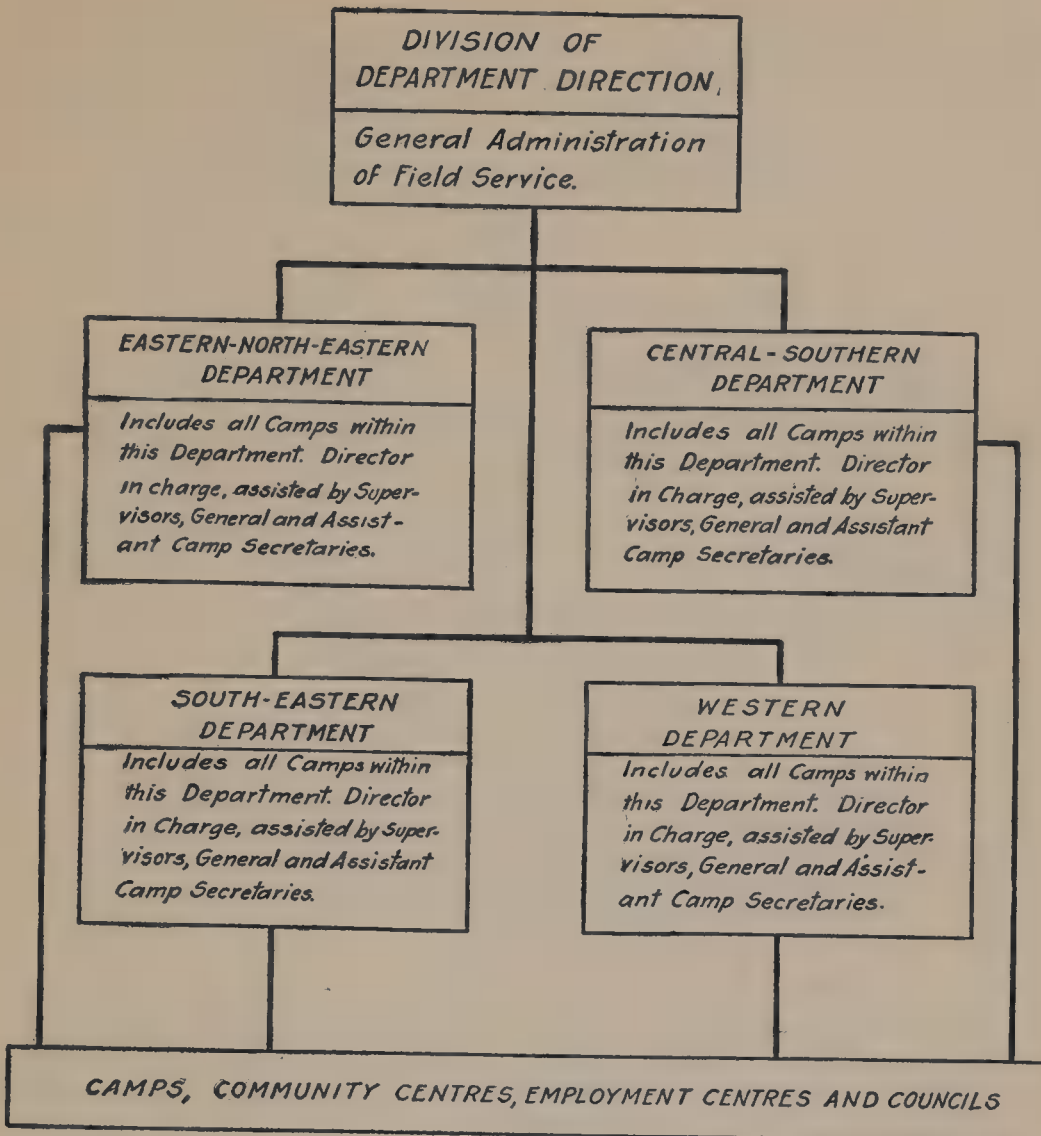 DIVISION OF
DEPARTMENT DIRECTION,
General Administration
of Field Service.
EASTERN-NORTH-EASTERN
DEPARTMENT
Includes all Camps within
this Department. Director
in charge, assisted by Super-
visors, General and Assist-
ant Camp Secretaries.
CENTRAL-SOUTHERN
DEPARTMENT
Includes all Camps within
this Department. Director
in Charge, assisted by Super-
visors, General and Assistant
Camp Secretaries.
SOUTH-EASTERN
DEPARTMENT
Includes all Camps within
this Department. Director
in Charge, assisted by Super-
visors, General and Assistant
Camp Secretaries.
WESTERN
DEPARTMENT
Includes all Camps within
this Department. Director
in Charge, assisted by Super-
visors, General and Assist-
ant Camp Secretaries.
CAMPS, COMMUNITY CENTRES, EMPLOYMENT CENTRES AND COUNCILS